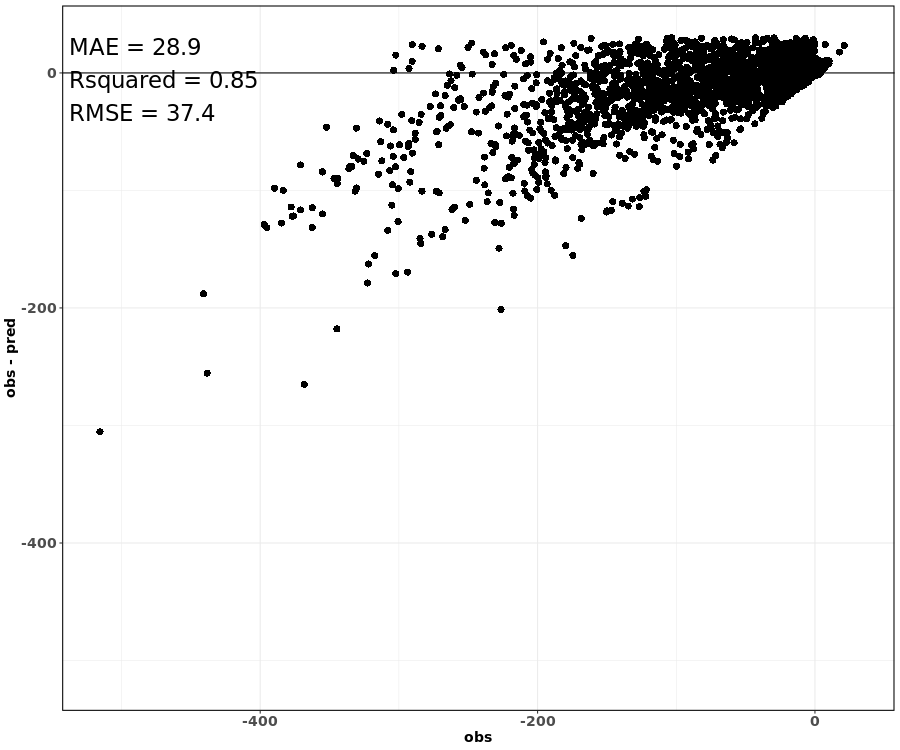 MAE = 28.9
Rsquared = 0.85
RMSE = 37.4
0
-200
-400
obs - pred
-400
-200
0
obs